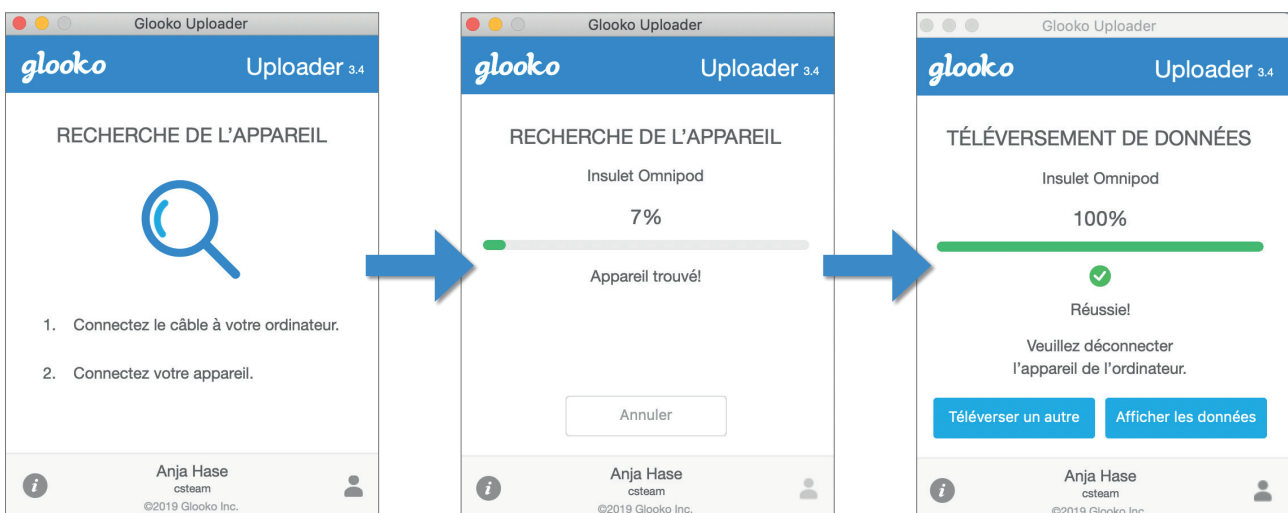 Glooko Uploader
glooko Uploader 3.4
RECHERCHE DE L'APPAREIL
1. Connectez le câble à votre ordinateur.
2. Connectez votre appareil.
i
Anja Hase
csteam
©2019 Glooko Inc.
Glooko Uploader
glooko Uploader 3.4
RECHERCHE DE L'APPAREIL
Insulet Omnipod
7%
Appareil trouvé!
Annuler
i
Anja Hase
csteam
©2019 Glooko Inc.
Glooko Uploader
glooko Uploader 3.4
TÉLÉVERSEMENT DE DONNÉES
Insulet Omnipod
100%
Réussie!
Veuillez déconnecter
l'appareil de l'ordinateur.
Téléverser un autre Afficher les données
i
Anja Hase
csteam
©2019 Glooko Inc.